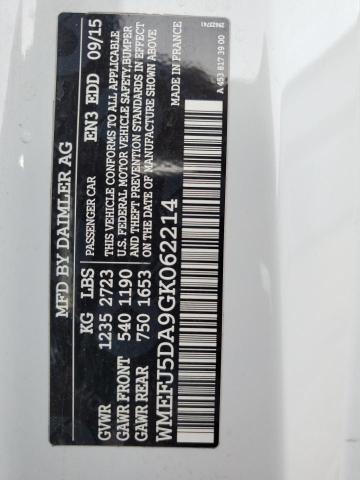 MFD BY DAIMLER AG
KG LBS
GVWR 1235 2723
GAWR FRONT 540 1190
GAWR REAR 750 1653
PASSENGER CAR EN3 EDD 09/15
THIS VEHICLE CONFORMS TO ALL APPLICABLE
U.S. FEDERAL MOTOR VEHICLE SAFETY, BUMPER
AND THEFT PREVENTION STANDARDS IN EFFECT
ON THE DATE OF MANUFACTURE SHOWN ABOVE
WMEFJ5DA9GK062214
MADE IN FRANCE
A 453 817 39 00